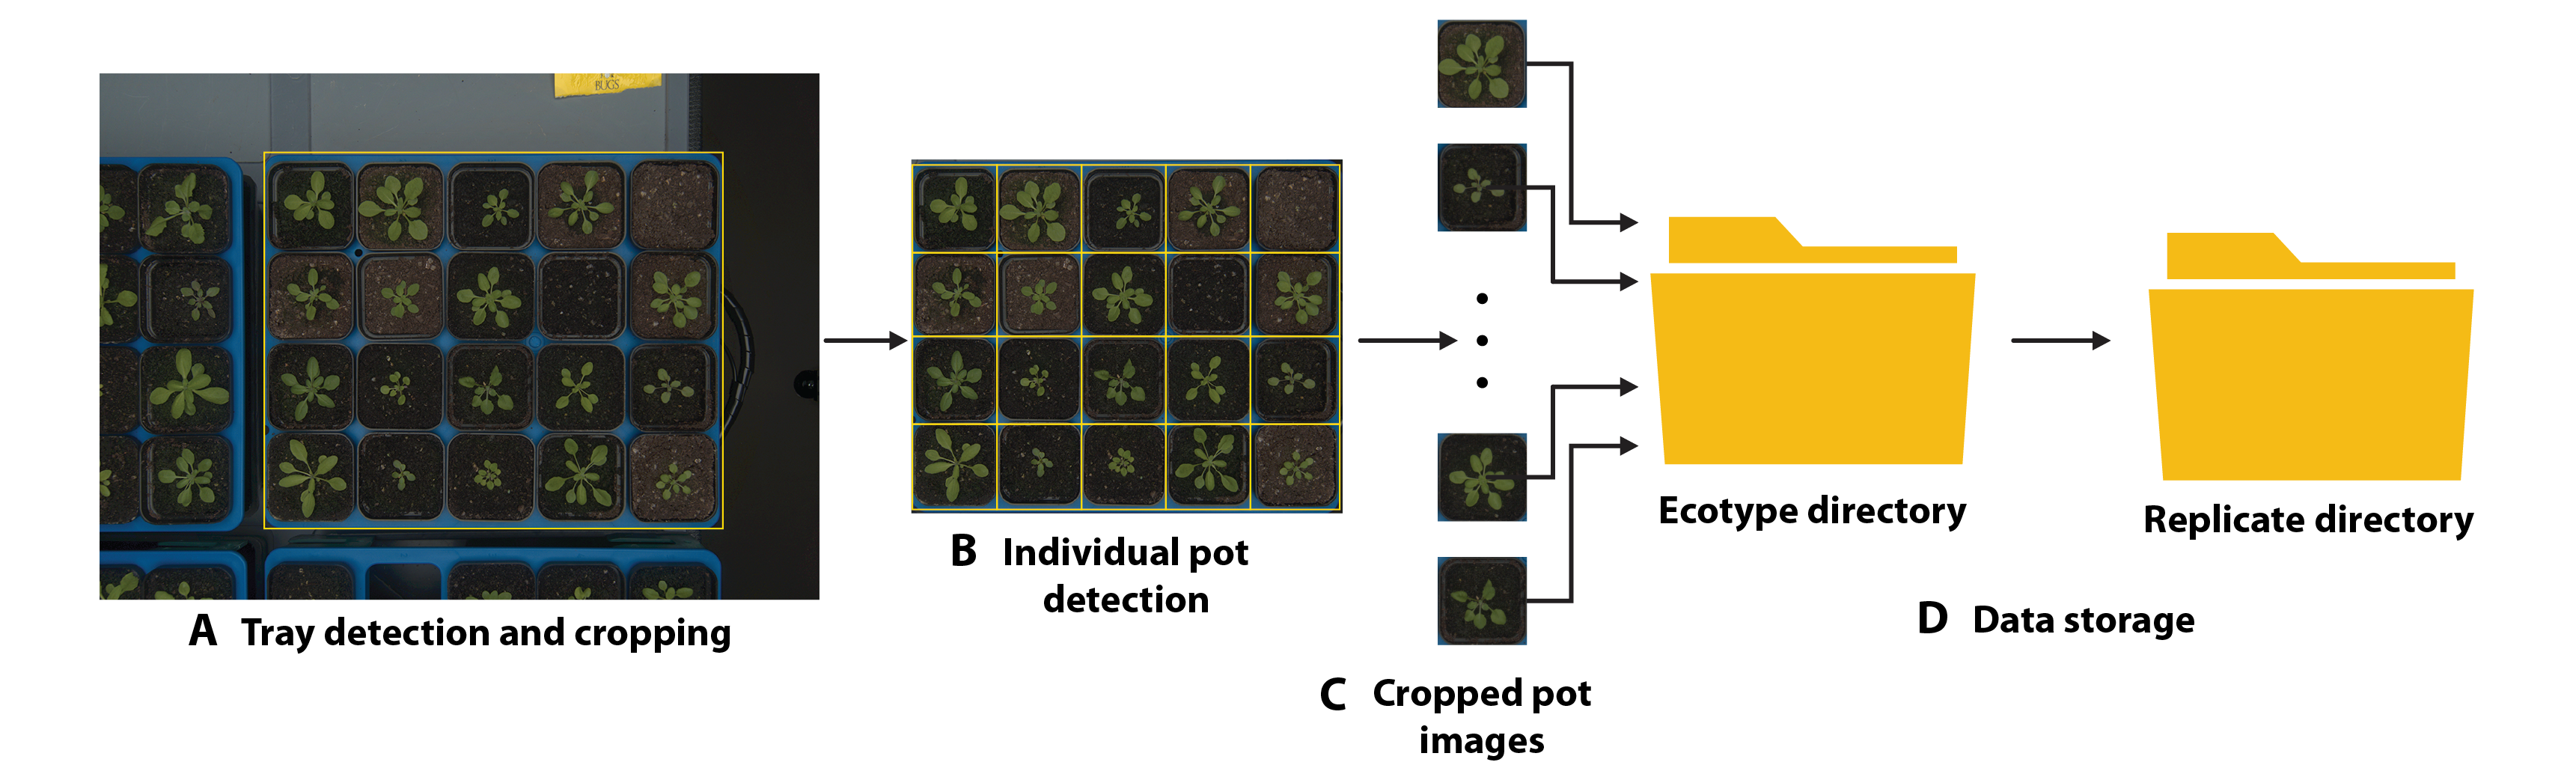 BUGS
A Tray detection and cropping
B Individual pot
detection
C Cropped pot
images
Ecotype directory
Replicate directory
D Data storage